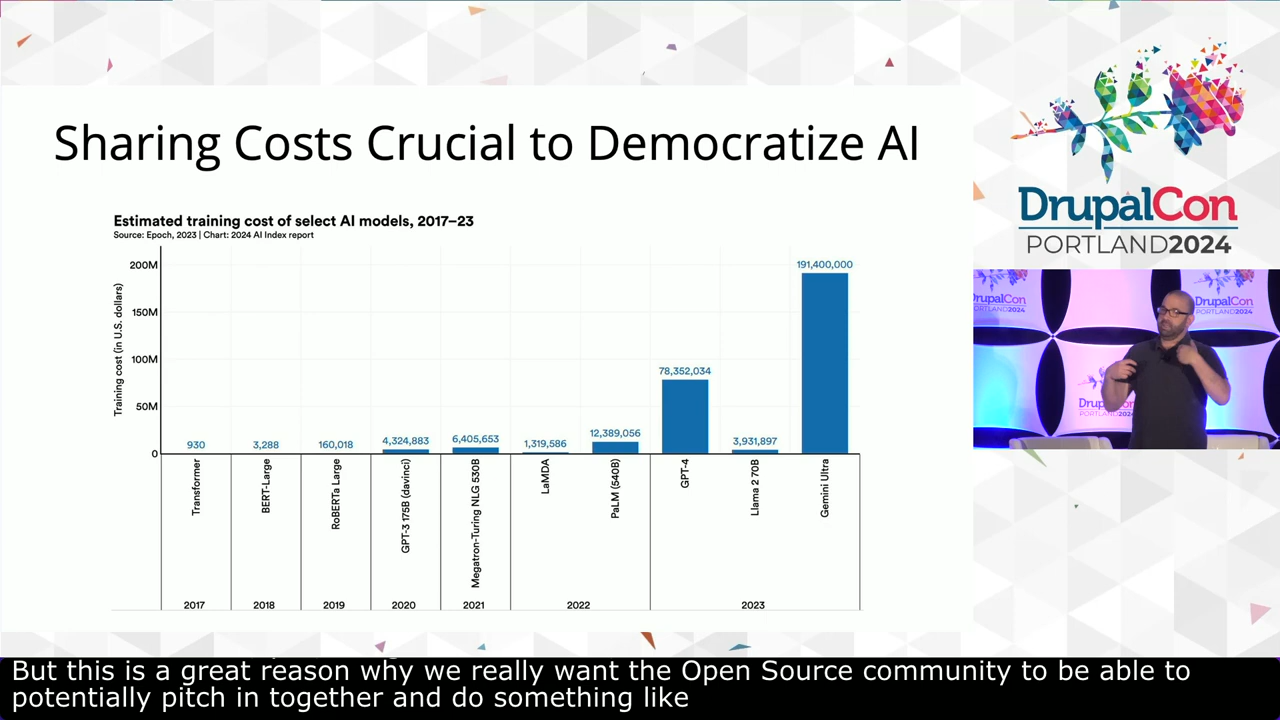 Sharing Costs Crucial to Democratize AI
Estimated training cost of select AI models, 2017–23
Source: Epoch, 2023 | Chart: 2024 AI Index report
Training cost (in U.S. dollars)
200M
150M
100M
50M
0
930
3,288
160,018
4,324,883
6,405,653
1,319,586
12,389,056
78,352,034
3,931,897
191,400,000
Transformer
BERT-Large
RoBERTa Large
GPT-3 175B (davinci)
Megatron-Turing NLG 530B
LaMDA
PaLM (540B)
GPT-4
Llama 2 70B
Gemini Ultra
2017
2018
2019
2020
2021
2022
2023
DrupalCon
PORTLAND2024
DrupalCon
PORTLAND2024
DrupalCon
PORTLAND2024
DrupalCon
PORTLAND2024
But this is a great reason why we really want the Open Source community to be able to
potentially pitch in together and do something like